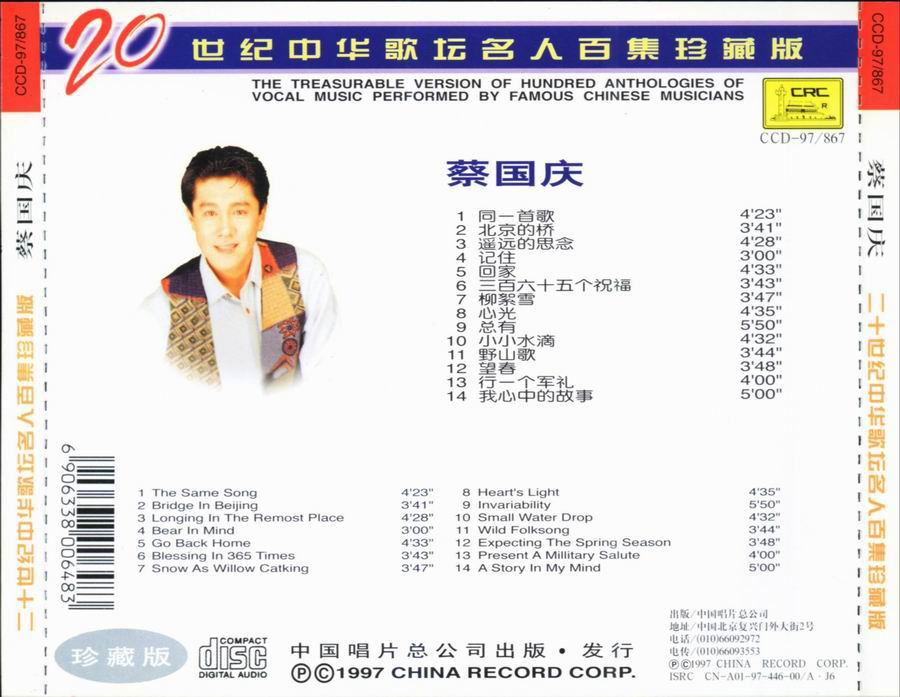 CCD-97/867
20世纪中华歌坛名人百集珍藏版
THE TREASURABLE VERSION OF HUNDRED ANTHOLOGIES OF
VOCAL MUSIC PERFORMED BY FAMOUS CHINESE MUSICIANS
CRC
R
CCD-97/867
CCD-97/867
蔡国庆
二十世纪中华歌坛名人百集珍藏版
蔡国庆
1 同一首歌 4'23"
2 北京的桥 3'41"
3 遥远的思念 4'28"
4 记住 3'00"
5 回家 4'33"
6 三百六十五个祝福 3'43"
7 柳絮雪 3'47"
8 心光 4'35"
9 总有 5'50"
10 小小水滴 4'32"
11 野山歌 3'44"
12 望春 3'48"
13 行一个军礼 4'00"
14 我心中的故事 5'00"
1 The Same Song 4'23"
2 Bridge In Beijing 3'41"
3 Longing In The Remost Place 4'28"
4 Bear In Mind 3'00"
5 Go Back Home 4'33"
6 Blessing In 365 Times 3'43"
7 Snow As Willow Catking 3'47"
8 Heart's Light 4'35"
9 Invariability 5'50"
10 Small Water Drop 4'32"
11 Wild Folksong 3'44"
12 Expecting The Spring Season 3'48"
13 Present A Millitary Salute 4'00"
14 A Story In My Mind 5'00"
6 906338 006483
珍藏版
COMPACT
disc
DIGITAL AUDIO
中国唱片总公司出版·发行
ⓅⒸ1997 CHINA RECORD CORP.
出版/中国唱片总公司
地址/中国北京复兴门外大街2号
电话/(010)66092972
电传/(010)66093553
ⓅⒸ1997 CHINA RECORD CORP.
ISRC CN-A01-97-446-00/A·J6
蔡国庆
二十世纪中华歌坛名人百集珍藏版